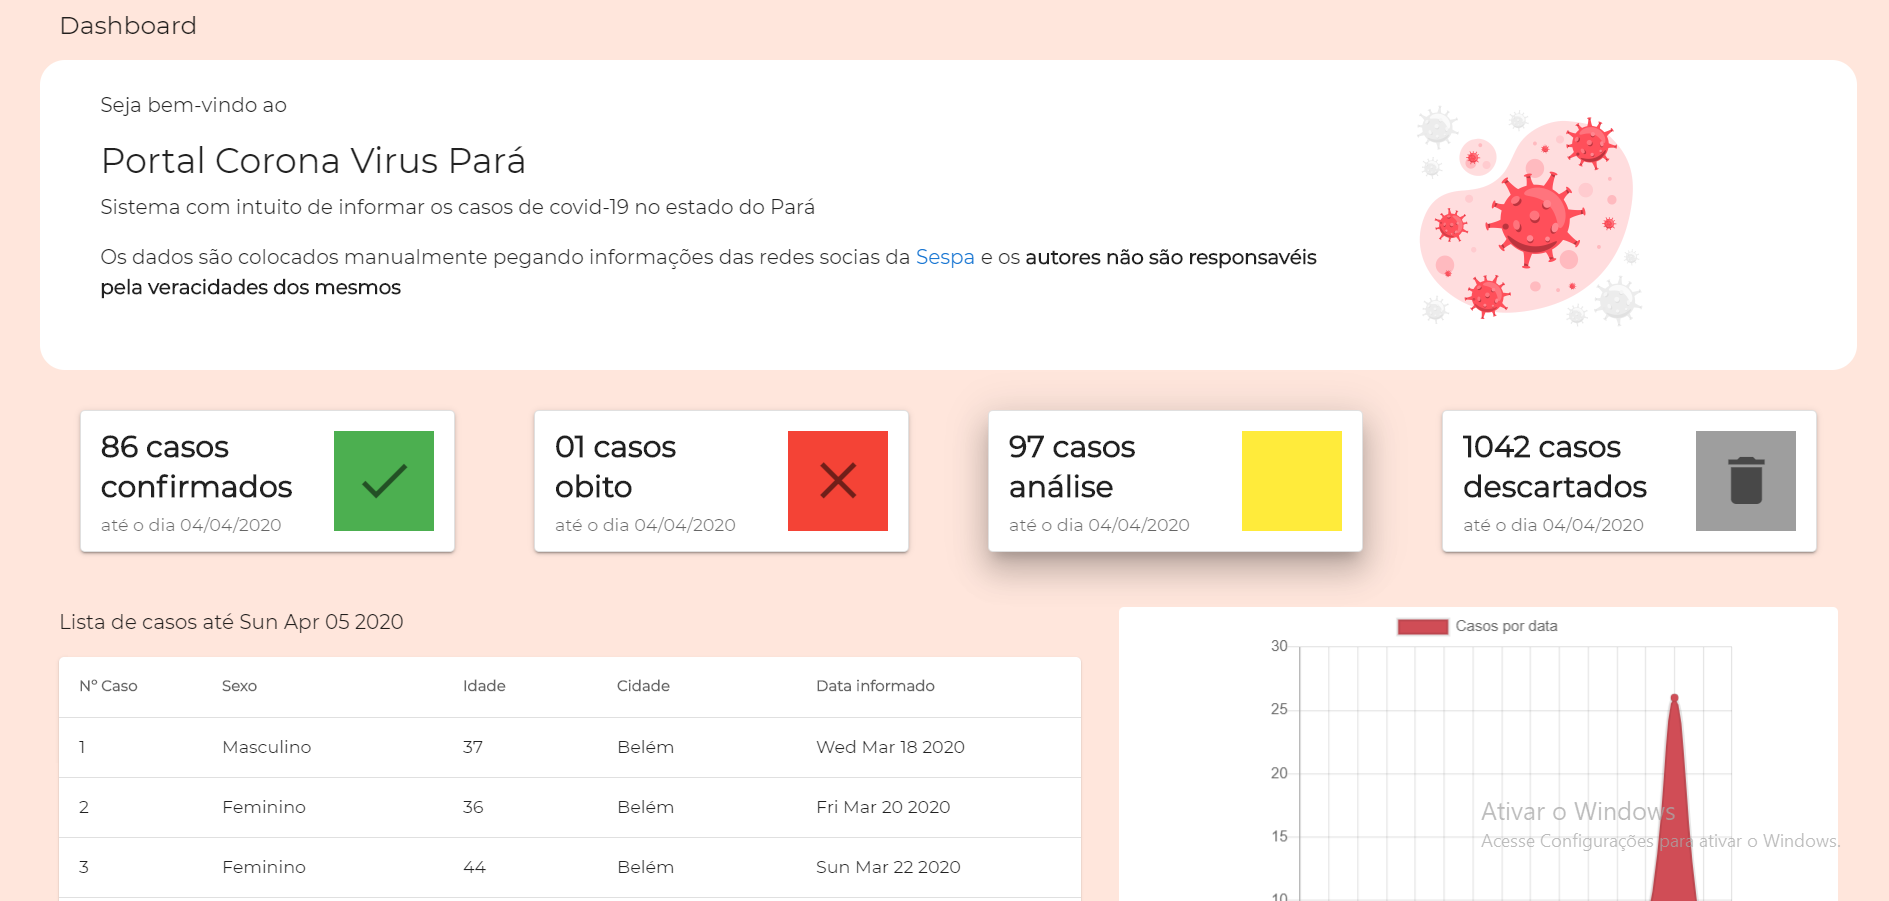 Dashboard
Seja bem-vindo ao
Portal Corona Virus Pará
Sistema com intuito de informar os casos de covid-19 no estado do Pará
Os dados são colocados manualmente pegando informações das redes socias da Sespa e os autores não são responsavéis
pela veracidades dos mesmos
86 casos
confirmados
até o dia 04/04/2020
01 casos
obito
até o dia 04/04/2020
97 casos
análise
até o dia 04/04/2020
1042 casos
descartados
até o dia 04/04/2020
Lista de casos até Sun Apr 05 2020
Nº Caso Sexo Idade Cidade Data informado
1 Masculino 37 Belém Wed Mar 18 2020
2 Feminino 36 Belém Fri Mar 20 2020
3 Feminino 44 Belém Sun Mar 22 2020
Casos por data
30
25
20
15
10
Ativar o Windows
Acesse Configurações para ativar o Windows.